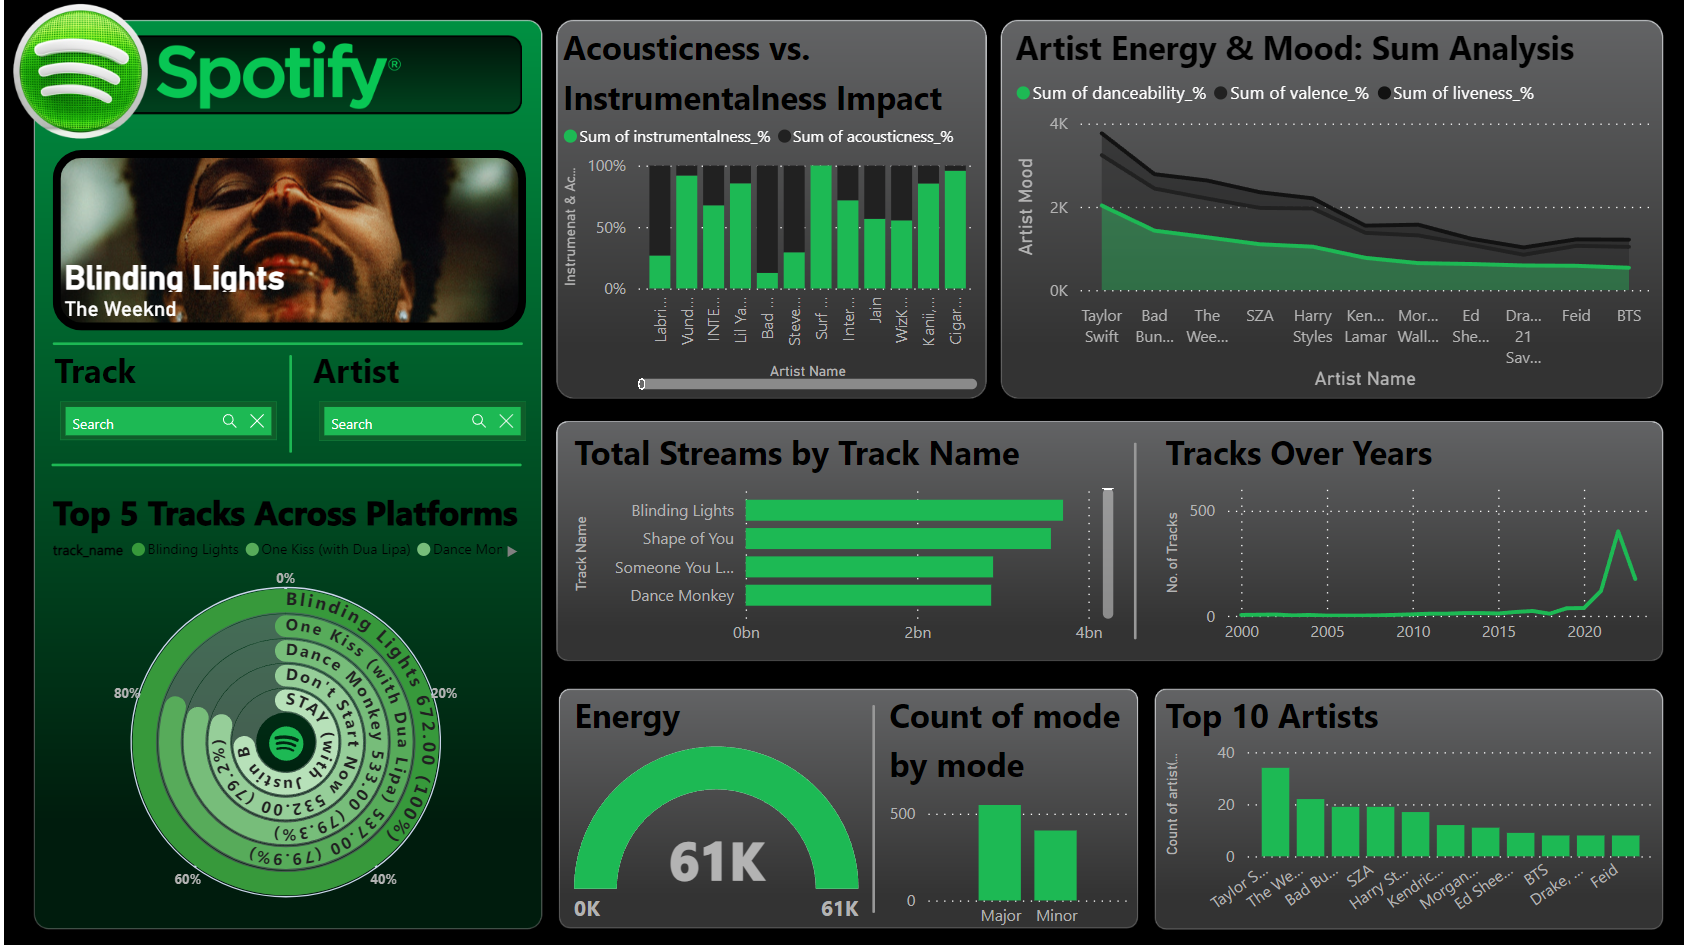 Spotify®
Blinding Lights
The Weeknd
Track
Artist
Search
Search
Top 5 Tracks Across Platforms
track_name Blinding Lights One Kiss (with Dua Lipa) Dance Mor
0%
20%
40%
60%
80%
Blinding Lights 672.00 (100%)
One Kiss (with Dua Lipa) 537.00 (79.9%)
Dance Monkey 533.00 (79.3%)
Don't Start Now 532.00 (79.2%)
STAY (with Justin B
Acousticness vs.
Instrumentalness Impact
Sum of instrumentalness_% Sum of acousticness_%
Instrumenat & Ac...
100%
50%
0%
Labri...
Vund...
INTE...
Lil Ya...
Bad ...
Steve...
Surf ...
Inter...
Jain
WizK...
Kanii,...
Cigar...
Artist Name
Artist Energy & Mood: Sum Analysis
Sum of danceability_% Sum of valence_% Sum of liveness_%
Artist Mood
4K
2K
0K
Taylor Swift
Bad Bun...
The Wee...
SZA
Harry Styles
Ken... Lamar
Mor... Wall...
Ed She...
Dra... 21 Sav...
Feid
BTS
Artist Name
Total Streams by Track Name
Track Name
Blinding Lights
Shape of You
Someone You L...
Dance Monkey
0bn 2bn 4bn
Tracks Over Years
No. of Tracks
500
0
2000 2005 2010 2015 2020
Energy
61K
0K 61K
Count of mode
by mode
500
0
Major Minor
Top 10 Artists
Count of artist(...
40
20
0
Taylor S...
The We...
Bad Bu...
SZA
Harry St...
Kendric...
Morgan...
Ed Shee...
BTS
Drake, ...
Feid